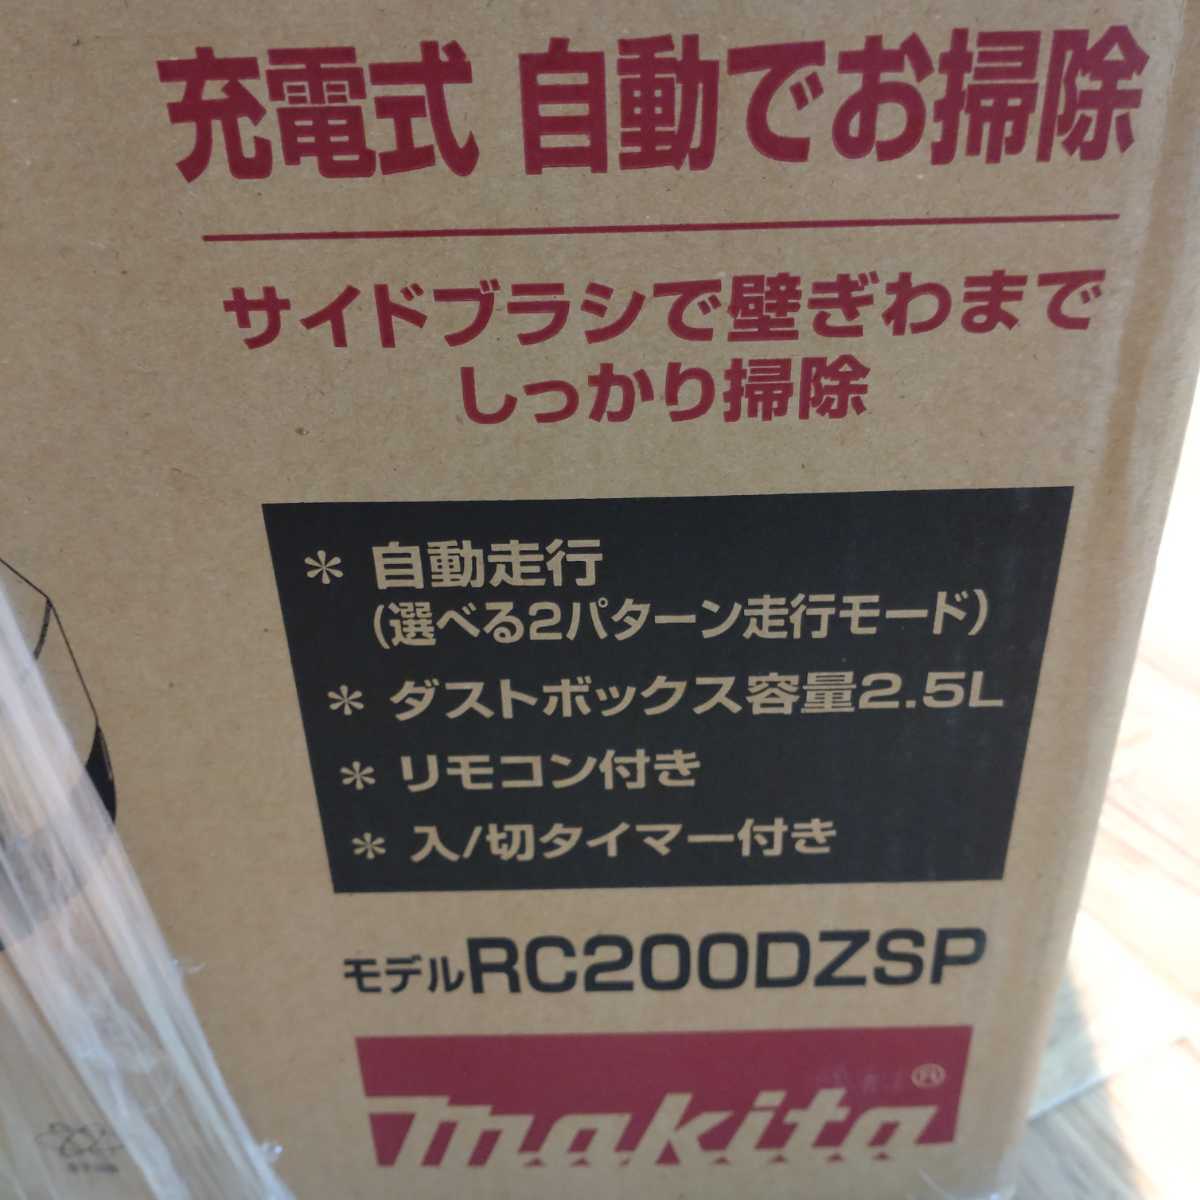 充電式 自動でお掃除
サイドブラシで壁ぎわまで
しっかり掃除
* 自動走行
(選べる2パターン走行モード)
* ダストボックス容量2.5L
* リモコン付き
* 入/切タイマー付き
モデルRC200DZSP
makita®